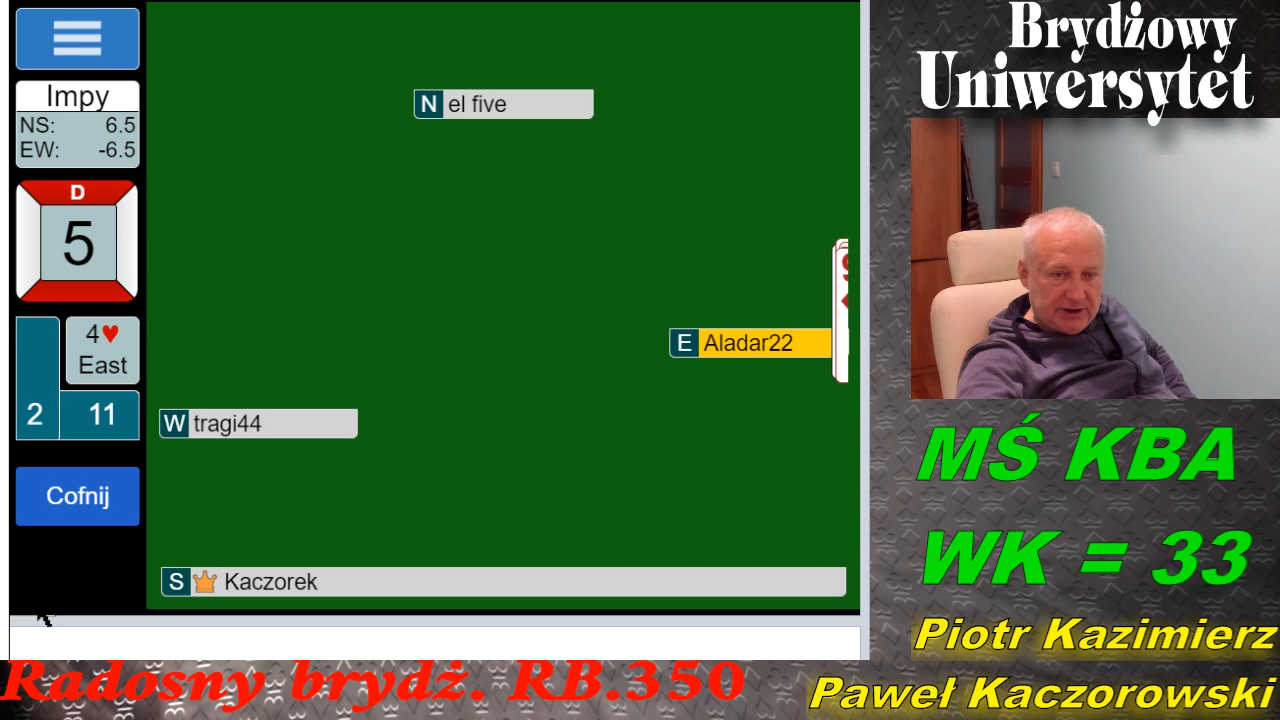 Impy
NS: 6.5
EW: -6.5
D
5
4♥
East
2 11
Cofnij
N el five
E Aladar22
9
W tragi44
S Kaczorek
Brydżowy
Uniwersytet
MŚ KBA
WK = 33
Piotr Kazimierz
Paweł Kaczorowski
Radosny brydż. RB.350